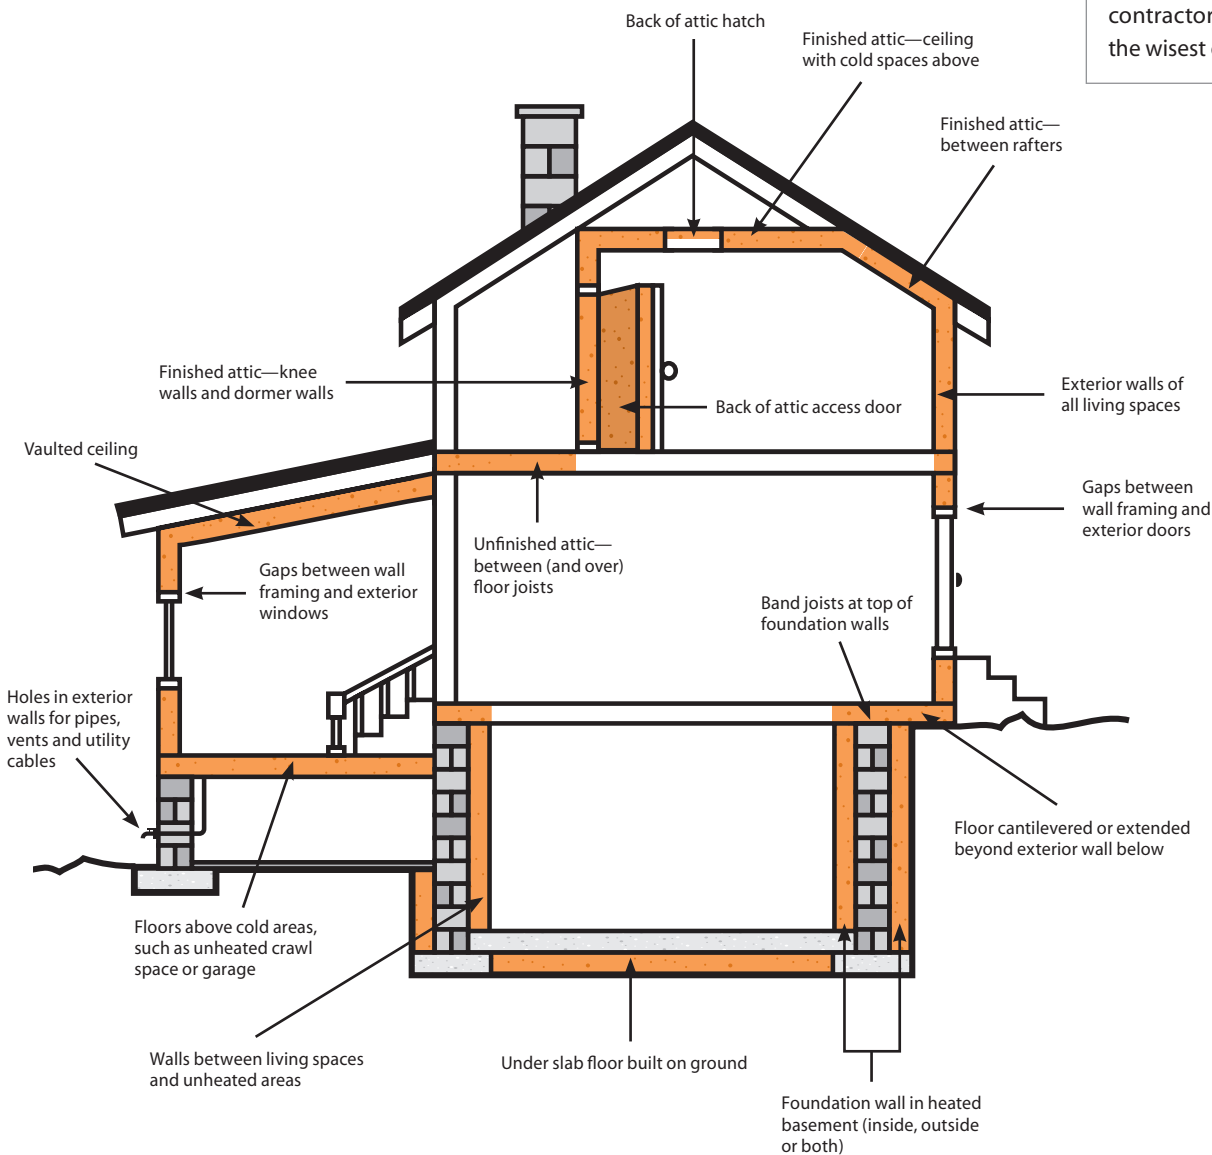 contractor
the wisest
Back of attic hatch
Finished attic—ceiling
with cold spaces above
Finished attic—
between rafters
Finished attic—knee
walls and dormer walls
Back of attic access door
Exterior walls of
all living spaces
Vaulted ceiling
Gaps between
wall framing and
exterior doors
Unfinished attic—
between (and over)
floor joists
Gaps between wall
framing and exterior
windows
Band joists at top of
foundation walls
Holes in exterior
walls for pipes,
vents and utility
cables
Floor cantilevered or extended
beyond exterior wall below
Floors above cold areas,
such as unheated crawl
space or garage
Walls between living spaces
and unheated areas
Under slab floor built on ground
Foundation wall in heated
basement (inside, outside
or both)